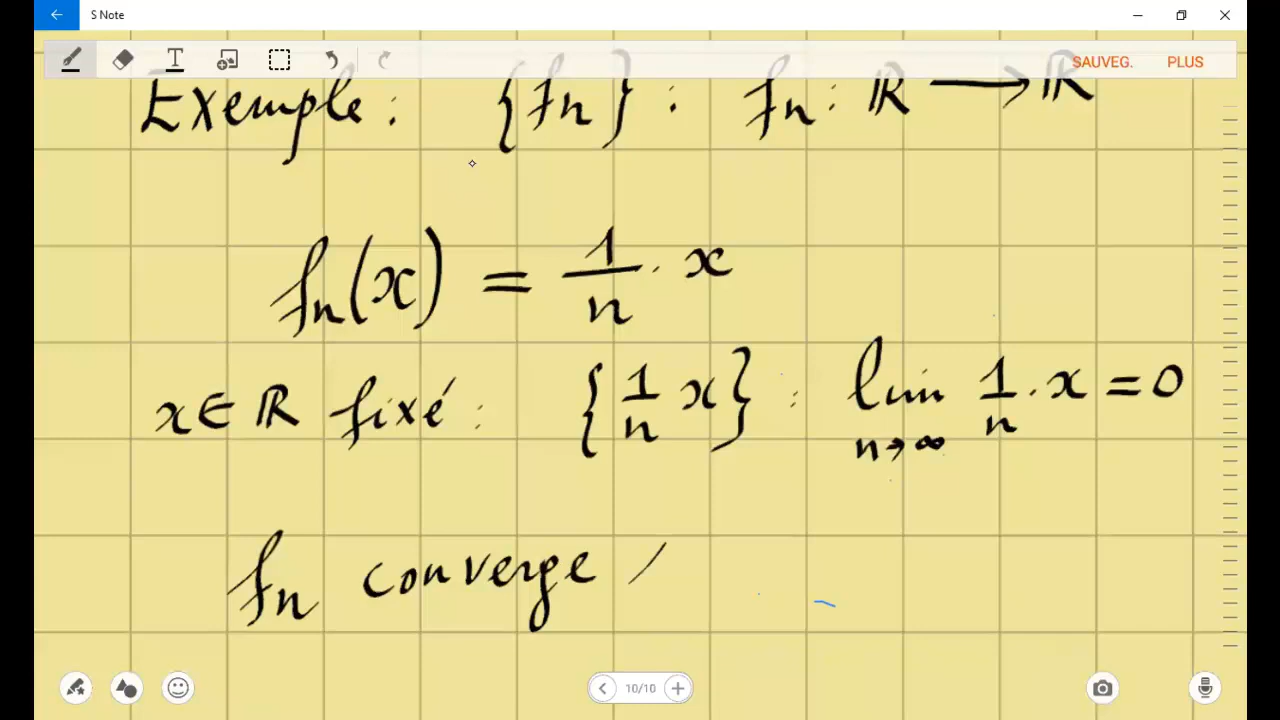 S Note
SAUVEG. PLUS
Exemple : {fn} : fn : ℝ → ℝ
fn(x) = 1/n · x
x ∈ ℝ fixé : {1/n x} : lim n→∞ 1/n · x = 0
fn converge
10/10